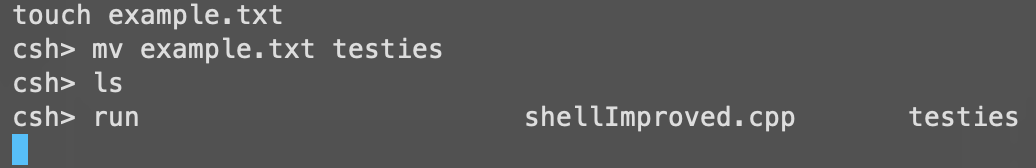 touch example.txt
csh> mv example.txt testies
csh> ls
csh> run shellImproved.cpp testies